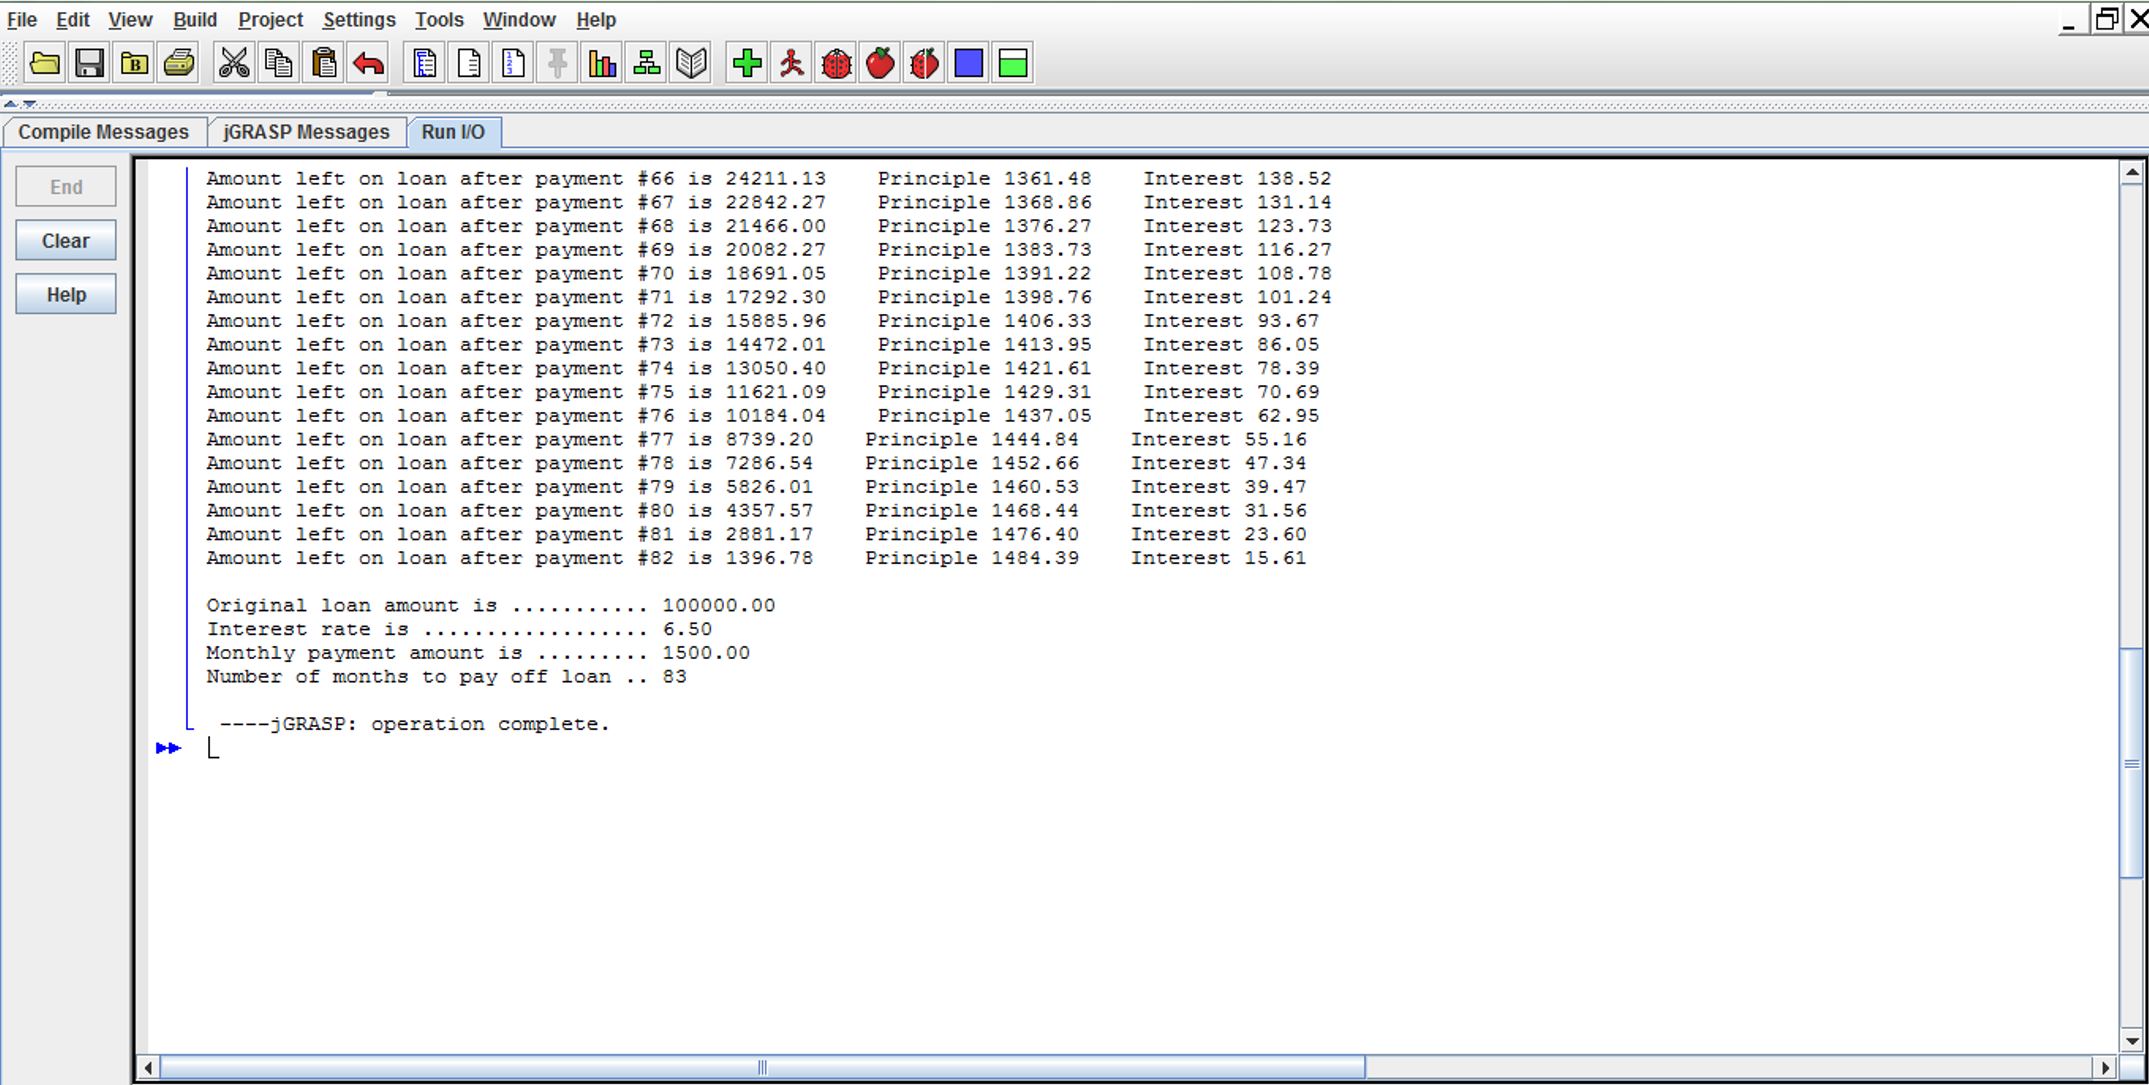 File Edit View Build Project Settings Tools Window Help
Compile Messages jGRASP Messages Run I/O
End
Clear
Help
Amount left on loan after payment #66 is 24211.13    Principle 1361.48    Interest 138.52
Amount left on loan after payment #67 is 22842.27    Principle 1368.86    Interest 131.14
Amount left on loan after payment #68 is 21466.00    Principle 1376.27    Interest 123.73
Amount left on loan after payment #69 is 20082.27    Principle 1383.73    Interest 116.27
Amount left on loan after payment #70 is 18691.05    Principle 1391.22    Interest 108.78
Amount left on loan after payment #71 is 17292.30    Principle 1398.76    Interest 101.24
Amount left on loan after payment #72 is 15885.96    Principle 1406.33    Interest 93.67
Amount left on loan after payment #73 is 14472.01    Principle 1413.95    Interest 86.05
Amount left on loan after payment #74 is 13050.40    Principle 1421.61    Interest 78.39
Amount left on loan after payment #75 is 11621.09    Principle 1429.31    Interest 70.69
Amount left on loan after payment #76 is 10184.04    Principle 1437.05    Interest 62.95
Amount left on loan after payment #77 is 8739.20    Principle 1444.84    Interest 55.16
Amount left on loan after payment #78 is 7286.54    Principle 1452.66    Interest 47.34
Amount left on loan after payment #79 is 5826.01    Principle 1460.53    Interest 39.47
Amount left on loan after payment #80 is 4357.57    Principle 1468.44    Interest 31.56
Amount left on loan after payment #81 is 2881.17    Principle 1476.40    Interest 23.60
Amount left on loan after payment #82 is 1396.78    Principle 1484.39    Interest 15.61
Original loan amount is ........... 100000.00
Interest rate is .................. 6.50
Monthly payment amount is ......... 1500.00
Number of months to pay off loan .. 83
----jGRASP: operation complete.